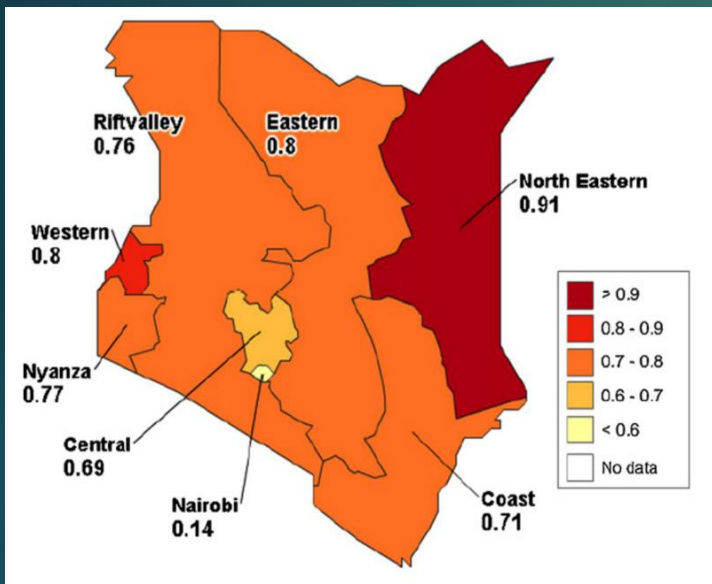 Riftvalley
0.76
Eastern
0.8
North Eastern
0.91
Western
0.8
Nyanza
0.77
Central
0.69
Nairobi
0.14
Coast
0.71
> 0.9
0.8 - 0.9
0.7 - 0.8
0.6 - 0.7
< 0.6
No data